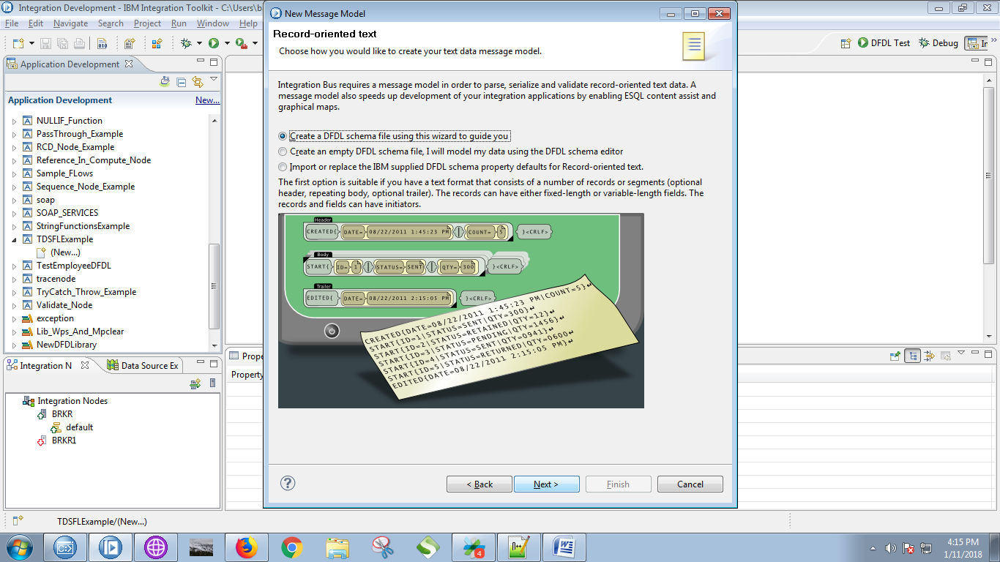 Integration Development - IBM Integration Toolkit - C:\Users\b
File Edit Navigate Search Project Run Window Help
DFDL Test Debug In
Application Development
Application Development New...
NULLIF_Function
PassThrough_Example
RCD_Node_Example
Reference_In_Compute_Node
Sample_FLows
Sequence_Node_Example
soap
SOAP_SERVICES
StringFunctionsExample
TDSFLExample
(New...)
TestEmployeeDFDL
tracenode
TryCatch_Throw_Example
Validate_Node
exception
Lib_Wps_And_Mpclear
NewDFDLibrary
Integration N Data Source Ex
Integration Nodes
BRKR
default
BRKR1
Prope
Property
New Message Model
Record-oriented text
Choose how you would like to create your text data message model.
Integration Bus requires a message model in order to parse, serialize and validate record-oriented text data. A
message model also speeds up development of your integration applications by enabling ESQL content assist and
graphical maps.
Create a DFDL schema file using this wizard to guide you
Create an empty DFDL schema file, I will model my data using the DFDL schema editor
Import or replace the IBM supplied DFDL schema property defaults for Record-oriented text.
The first option is suitable if you have a text format that consists of a number of records or segments (optional
header, repeating body, optional trailer). The records can have either fixed-length or variable-length fields. The
records and fields can have initiators.
Header
CREATED{ DATE= 08/22/2011 1:45:23 PM | COUNT= 5 }<CRLF>
Body
START{ ID= 1 | STATUS= SENT | QTY= 300 }<CRLF>
Trailer
EDITED{ DATE= 08/22/2011 2:15:05 PM }<CRLF>
CREATED{DATE=08/22/2011 1:45:23 PM|COUNT=5}↵
START{ID=1|STATUS=SENT|QTY=300}↵
START{ID=2|STATUS=RETAINED|QTY=12}↵
START{ID=3|STATUS=PENDING|QTY=1456}↵
START{ID=4|STATUS=SENT|QTY=0941}↵
START{ID=5|STATUS=RETURNED|QTY=0600↵
EDITED{DATE=08/22/2011 2:15:05 PM}↵
< Back Next > Finish Cancel
TDSFLExample/(New...)
4:15 PM
1/11/2018